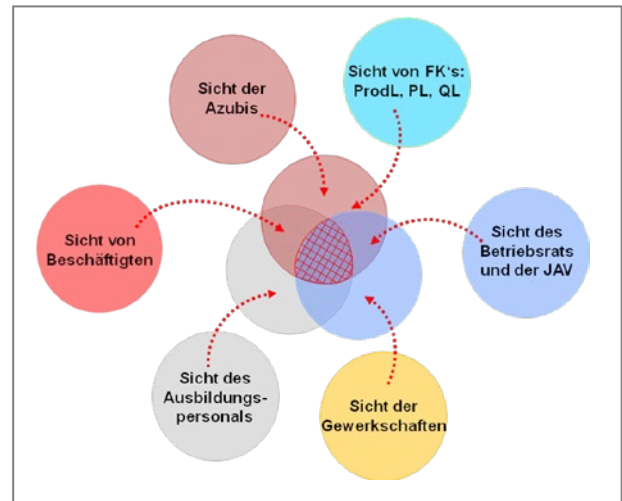 Sicht der
Azubis
Sicht von FK's:
ProdL, PL, QL
Sicht von
Beschäftigten
Sicht des
Betriebsrats
und der JAV
Sicht des
Ausbildungs-
personals
Sicht der
Gewerkschaften